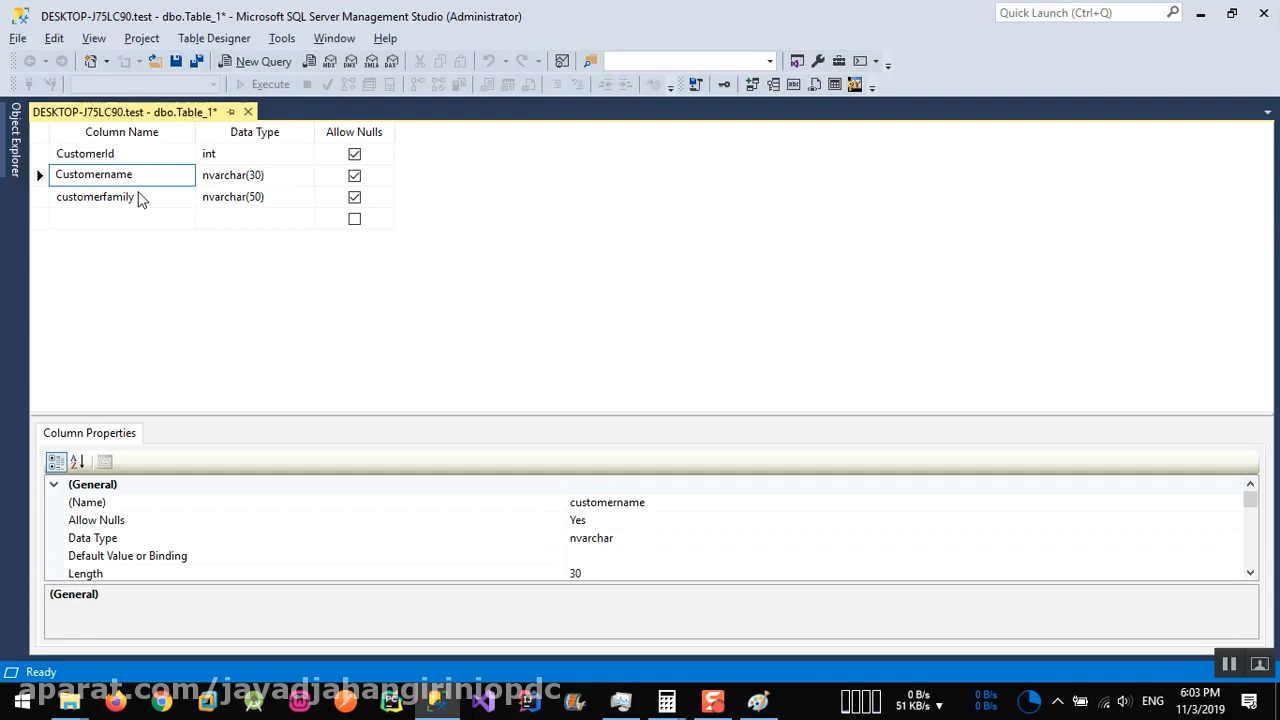 DESKTOP-J75LC90.test - dbo.Table_1* - Microsoft SQL Server Management Studio (Administrator)
Quick Launch (Ctrl+Q)
File Edit View Project Table Designer Tools Window Help
New Query
Execute
DESKTOP-J75LC90.test - dbo.Table_1*
Object Explorer
Column Name Data Type Allow Nulls
CustomerId int
Customername nvarchar(30)
customerfamily nvarchar(50)
Column Properties
(General)
(Name) customername
Allow Nulls Yes
Data Type nvarchar
Default Value or Binding
Length 30
(General)
Ready
aparat.com/javadjahangiriniopdc
0 B/s
51 KB/s
0 B/s
0 B/s
ENG
6:03 PM
11/3/2019